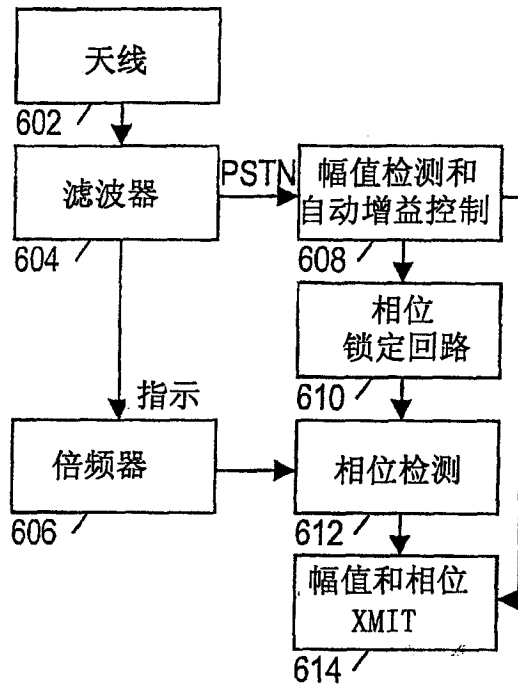 天线
602
滤波器
604
PSTN
幅值检测和
自动增益控制
608
相位
锁定回路
610
指示
倍频器
606
相位检测
612
幅值和相位
XMIT
614